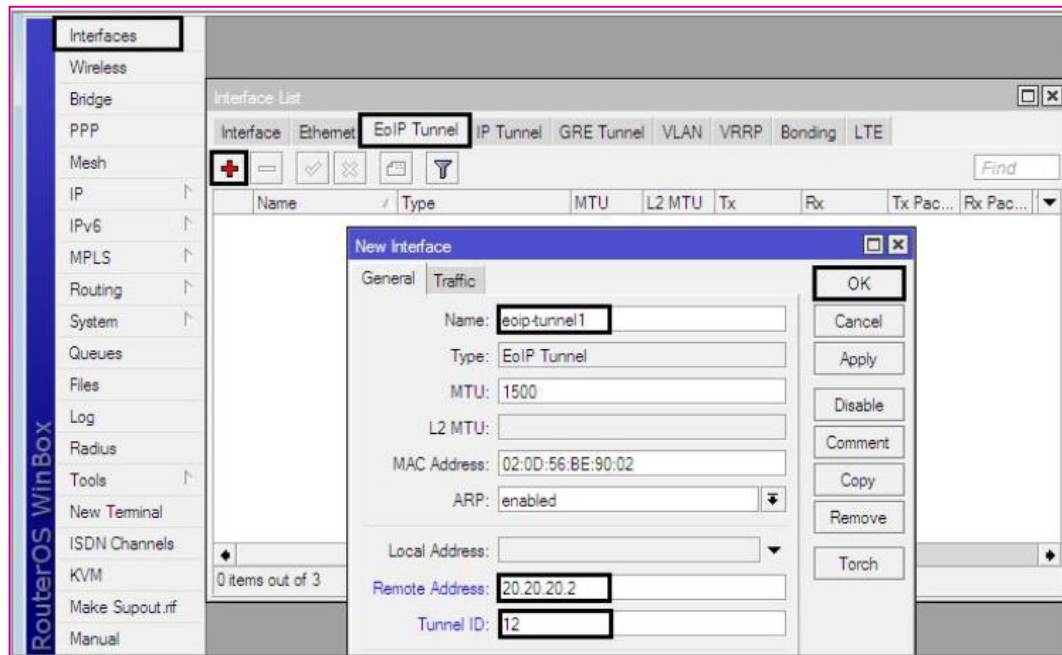 RouterOS WinBox
Interfaces
Wireless
Bridge
PPP
Mesh
IP
IPv6
MPLS
Routing
System
Queues
Files
Log
Radius
Tools
New Terminal
ISDN Channels
KVM
Make Supout.rif
Manual
Interface List
Interface Ethernet EoIP Tunnel IP Tunnel GRE Tunnel VLAN VRRP Bonding LTE
Find
Name / Type MTU L2 MTU Tx Rx Tx Pac... Rx Pac...
0 items out of 3
New Interface
General Traffic
Name: eoip-tunnel1
Type: EoIP Tunnel
MTU: 1500
L2 MTU:
MAC Address: 02:0D:56:BE:90:02
ARP: enabled
Local Address:
Remote Address: 20.20.20.2
Tunnel ID: 12
OK
Cancel
Apply
Disable
Comment
Copy
Remove
Torch